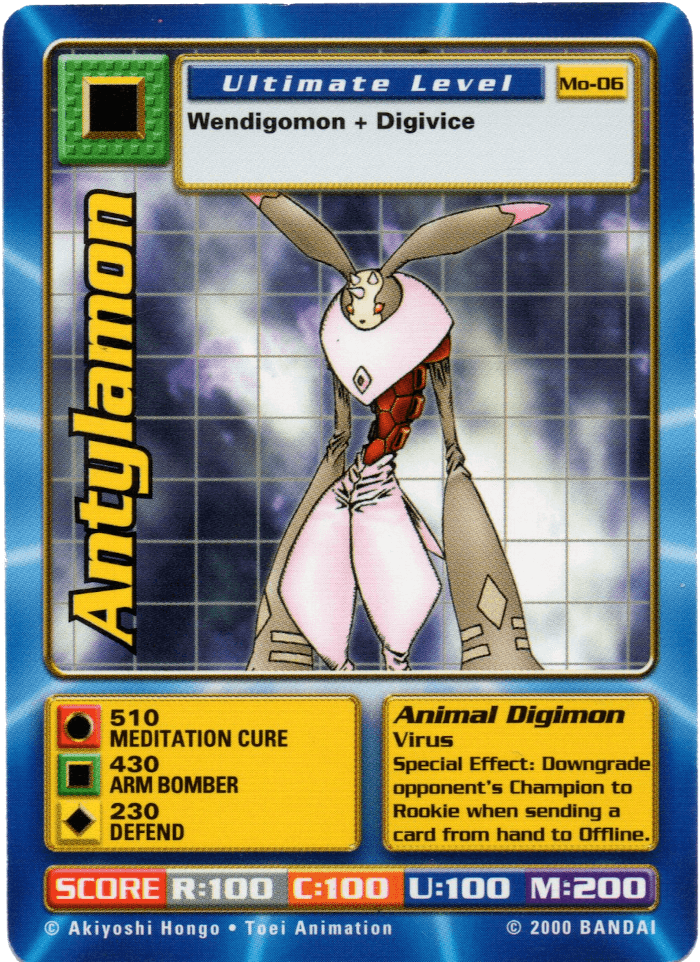 Ultimate Level
Mo-06
Wendigomon + Digivice
Antylamon
510
MEDITATION CURE
430
ARM BOMBER
230
DEFEND
Animal Digimon
Virus
Special Effect: Downgrade
opponent's Champion to
Rookie when sending a
card from hand to Offline.
SCORE R:100 C:100 U:100 M:200
© Akiyoshi Hongo • Toei Animation
© 2000 BANDAI